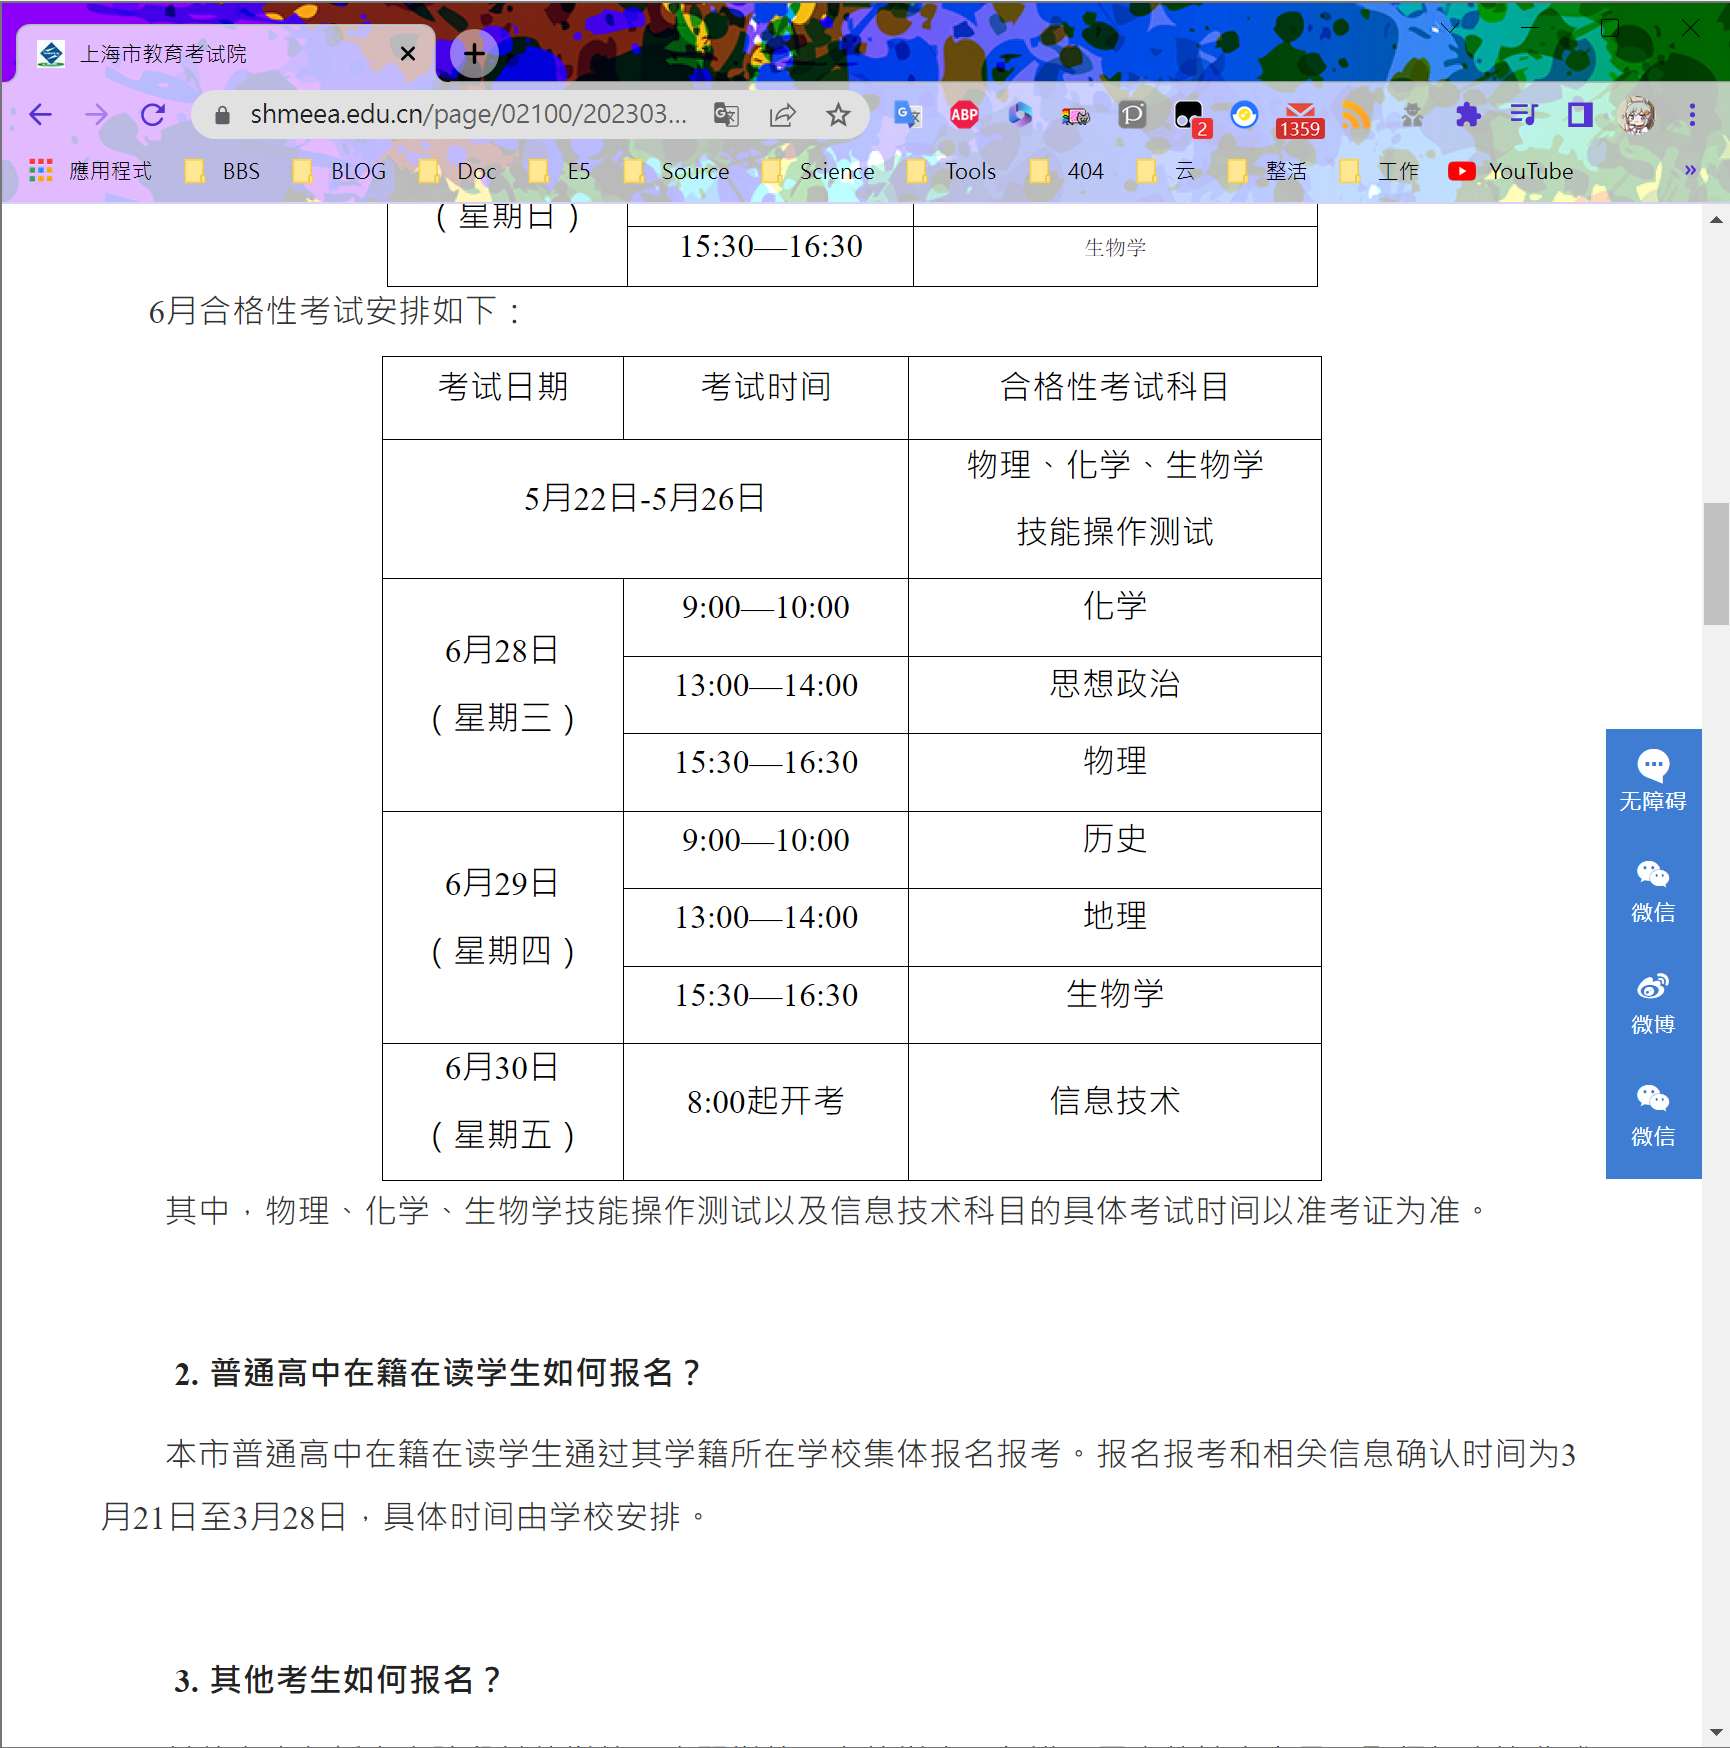 上海市教育考试院
shmeea.edu.cn/page/02100/202303...
ABP
2
1359
應用程式
BBS
BLOG
Doc
E5
Source
Science
Tools
404
云
整活
工作
YouTube
（星期日）
15:30—16:30 生物学
6月合格性考试安排如下：
考试日期 考试时间 合格性考试科目
5月22日-5月26日 物理、化学、生物学
技能操作测试
6月28日
（星期三）
9:00—10:00 化学
13:00—14:00 思想政治
15:30—16:30 物理
6月29日
（星期四）
9:00—10:00 历史
13:00—14:00 地理
15:30—16:30 生物学
6月30日
（星期五）
8:00起开考 信息技术
其中，物理、化学、生物学技能操作测试以及信息技术科目的具体考试时间以准考证为准。
2. 普通高中在籍在读学生如何报名？
本市普通高中在籍在读学生通过其学籍所在学校集体报名报考。报名报考和相关信息确认时间为3
月21日至3月28日，具体时间由学校安排。
3. 其他考生如何报名？
无障碍
微信
微博
微信